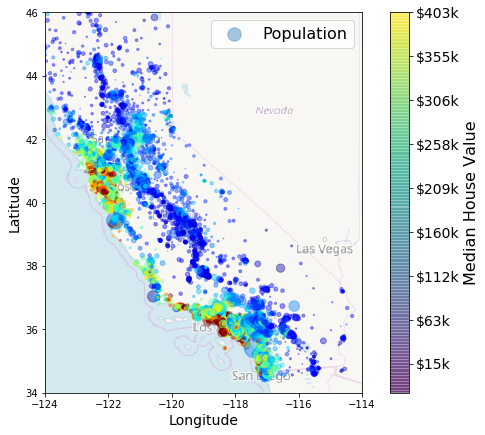 Population
Nevada
Las Vegas
Los
San Diego
46
44
42
40
38
36
34
Latitude
−124
−122
−120
−118
−116
−114
Longitude
$403k
$355k
$306k
$258k
$209k
$160k
$112k
$63k
$15k
Median House Value